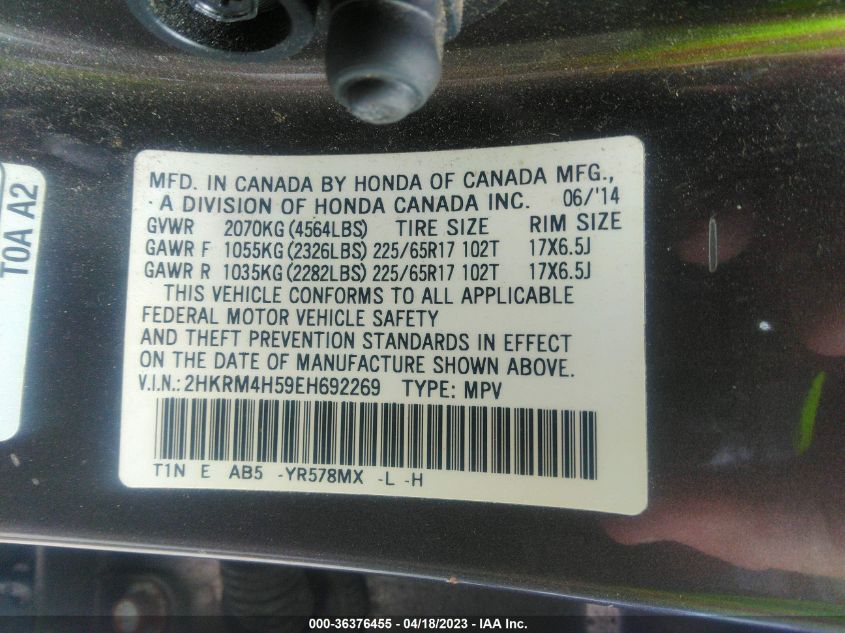 MFD. IN CANADA BY HONDA OF CANADA MFG.,
A DIVISION OF HONDA CANADA INC. 06/'14
GVWR 2070KG(4564LBS) TIRE SIZE RIM SIZE
GAWR F 1055KG(2326LBS) 225/65R17 102T 17X6.5J
GAWR R 1035KG(2282LBS) 225/65R17 102T 17X6.5J
THIS VEHICLE CONFORMS TO ALL APPLICABLE
FEDERAL MOTOR VEHICLE SAFETY
AND THEFT PREVENTION STANDARDS IN EFFECT
ON THE DATE OF MANUFACTURE SHOWN ABOVE.
V.I.N.:2HKRM4H59EH692269 TYPE: MPV
T1N E AB5 -YR578MX -L -H
T0A A2
000-36376455 - 04/18/2023 - IAA Inc.